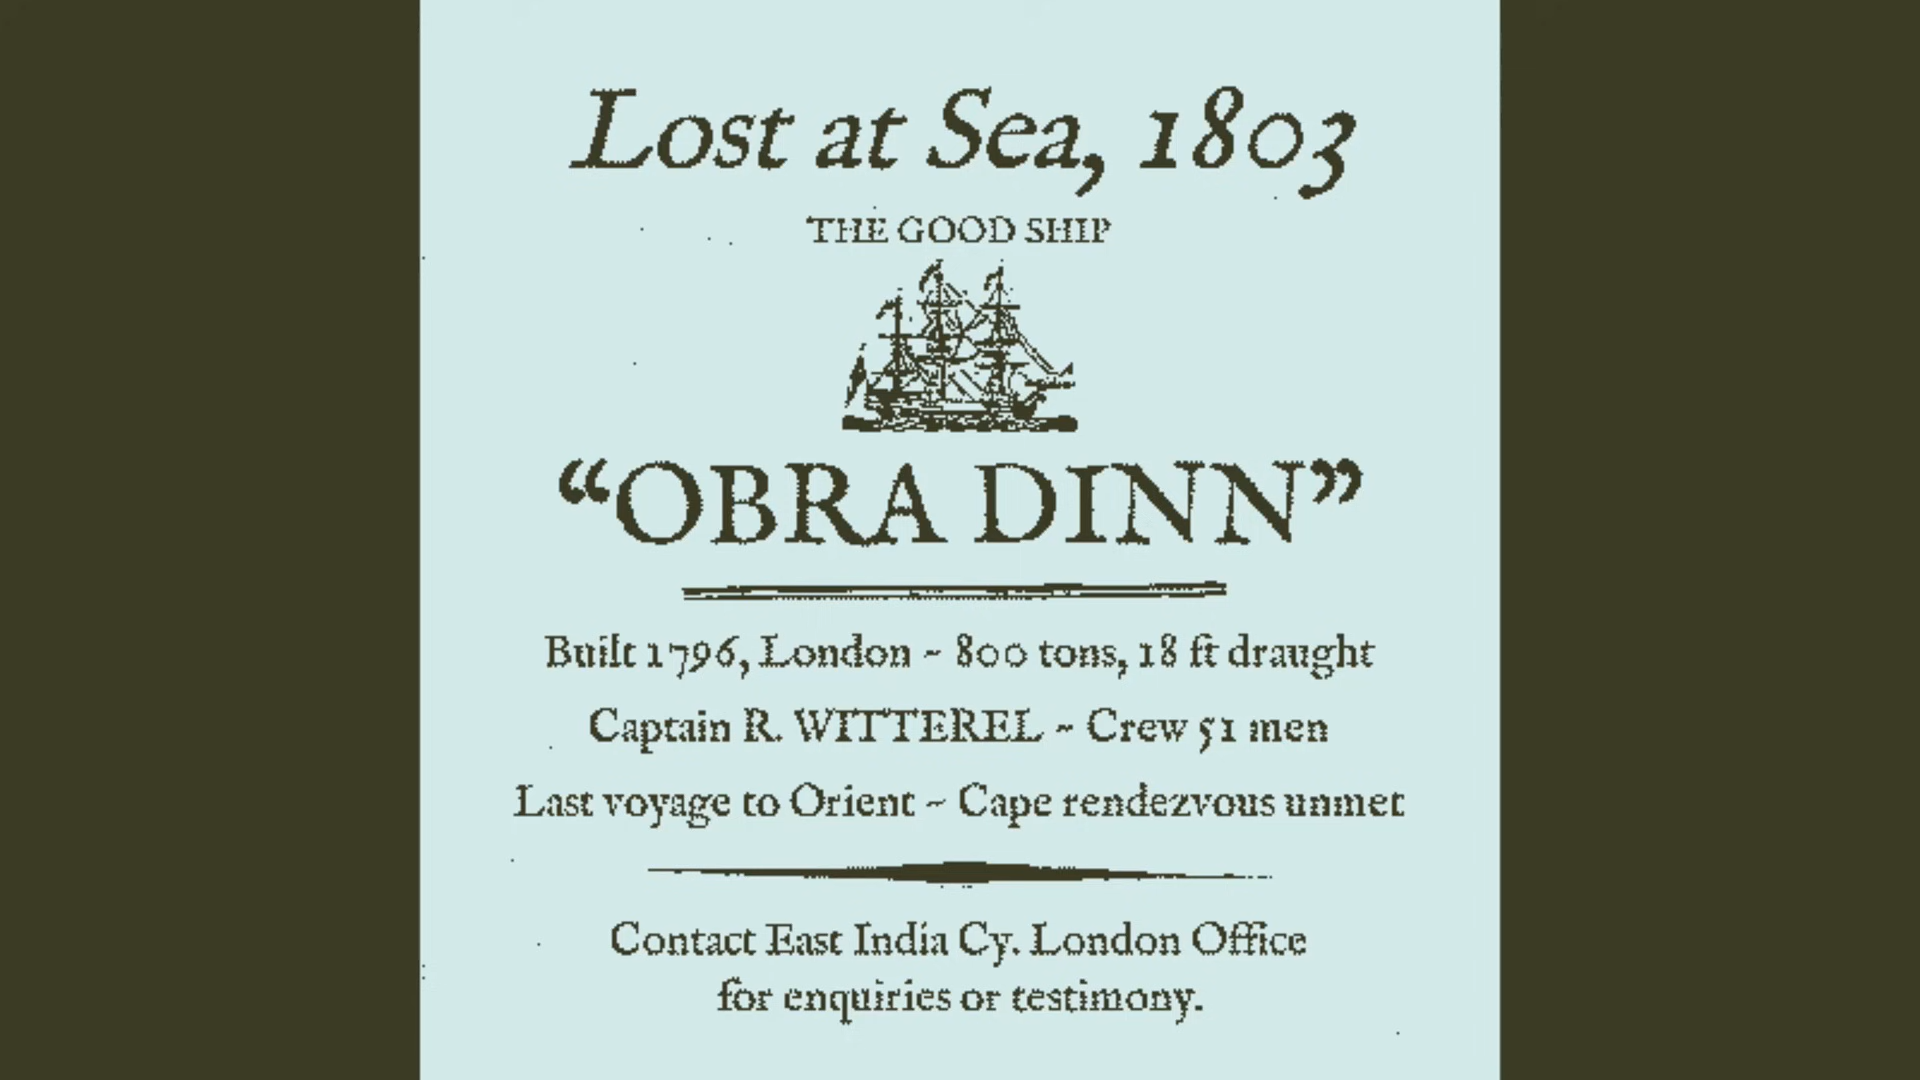 Lost at Sea, 1803
THE GOOD SHIP
“OBRA DINN”
Built 1796, London ~ 800 tons, 18 ft draught
Captain R. WITTEREL ~ Crew 51 men
Last voyage to Orient ~ Cape rendezvous unmet
Contact East India Cy. London Office
for enquiries or testimony.